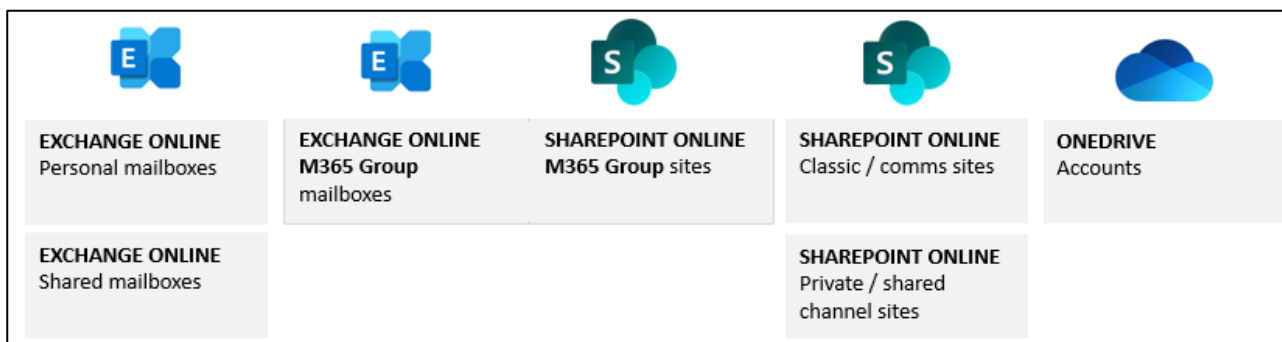 E
E
S
S
EXCHANGE ONLINE
Personal mailboxes
EXCHANGE ONLINE
M365 Group
mailboxes
SHAREPOINT ONLINE
M365 Group sites
SHAREPOINT ONLINE
Classic / comms sites
ONEDRIVE
Accounts
EXCHANGE ONLINE
Shared mailboxes
SHAREPOINT ONLINE
Private / shared
channel sites